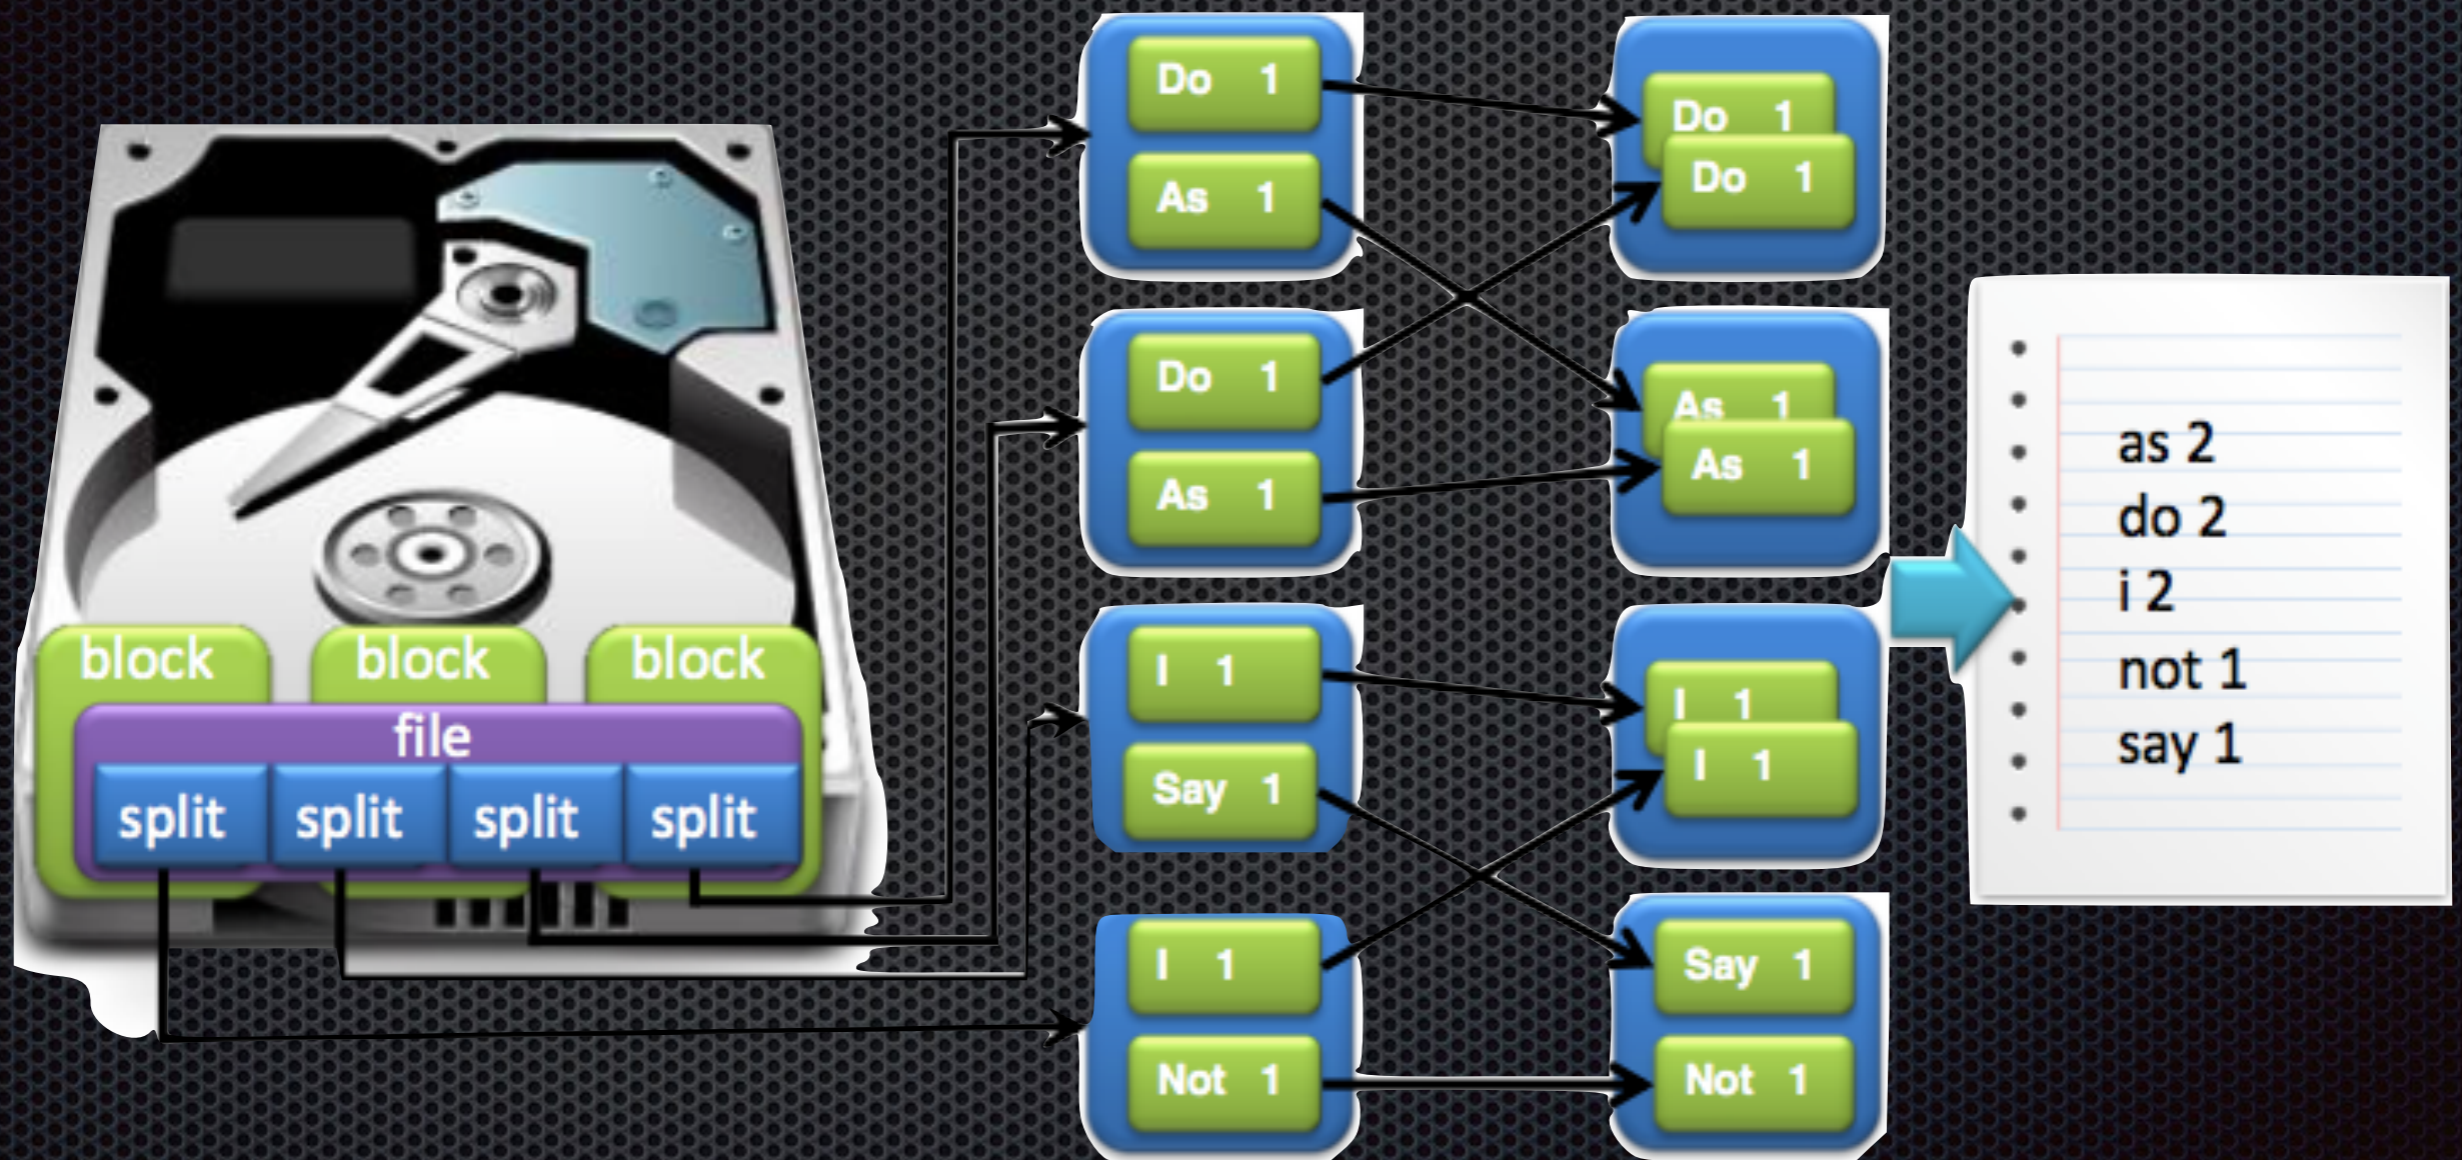 block block block
file
split split split split
Do 1
As 1
Do 1
As 1
I 1
Say 1
I 1
Not 1
Do 1
Do 1
As 1
As 1
I 1
I 1
Say 1
Not 1
as 2
do 2
i 2
not 1
say 1